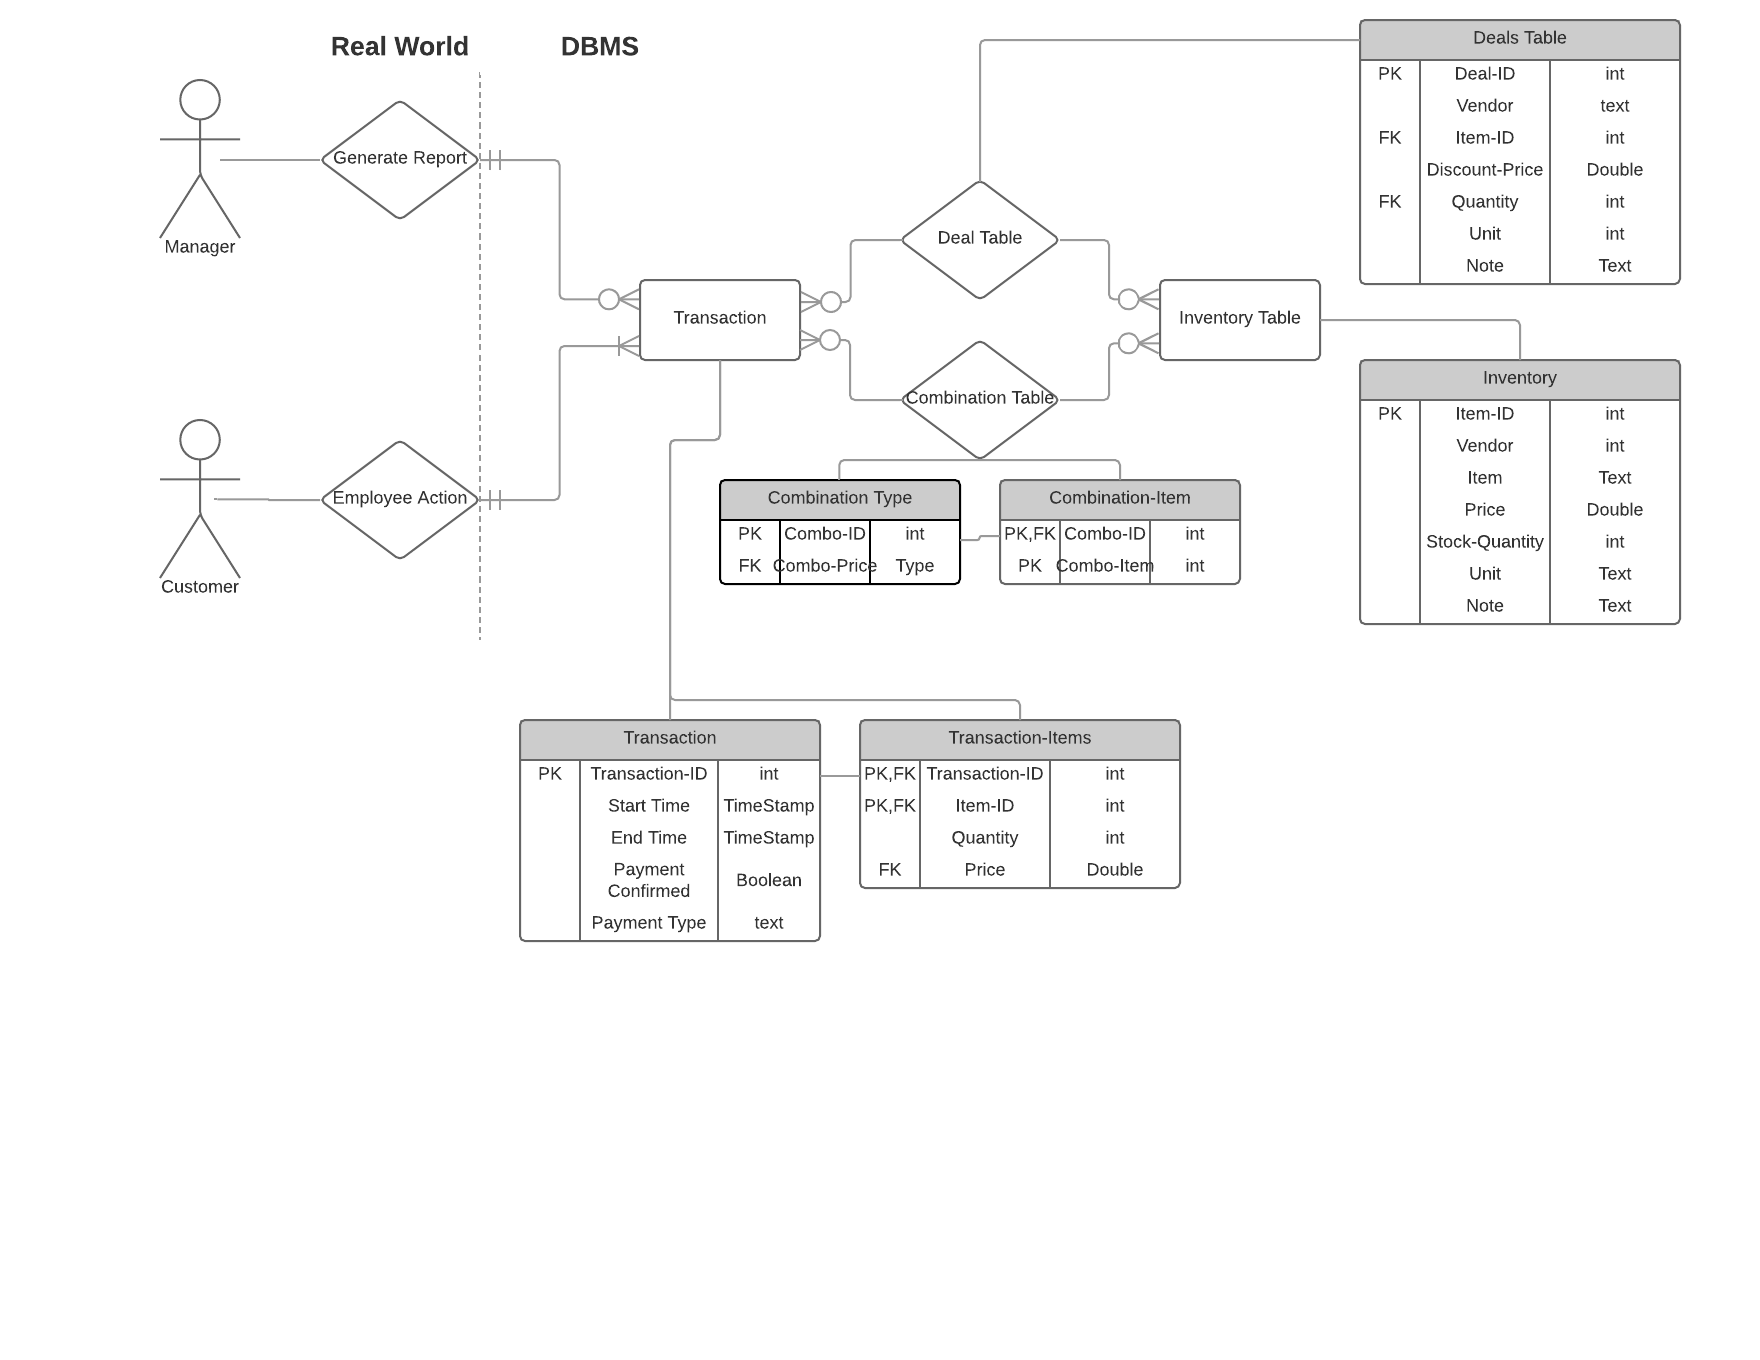 Real World
DBMS
Manager
Generate Report
Customer
Employee Action
Transaction
Deal Table
Combination Table
Inventory Table
Deals Table
PK Deal-ID int
Vendor text
FK Item-ID int
Discount-Price Double
FK Quantity int
Unit int
Note Text
Inventory
PK Item-ID int
Vendor int
Item Text
Price Double
Stock-Quantity int
Unit Text
Note Text
Combination Type
PK Combo-ID int
FK Combo-Price Type
Combination-Item
PK,FK Combo-ID int
PK Combo-Item int
Transaction
PK Transaction-ID int
Start Time TimeStamp
End Time TimeStamp
Payment
Confirmed Boolean
Payment Type text
Transaction-Items
PK,FK Transaction-ID int
PK,FK Item-ID int
Quantity int
FK Price Double